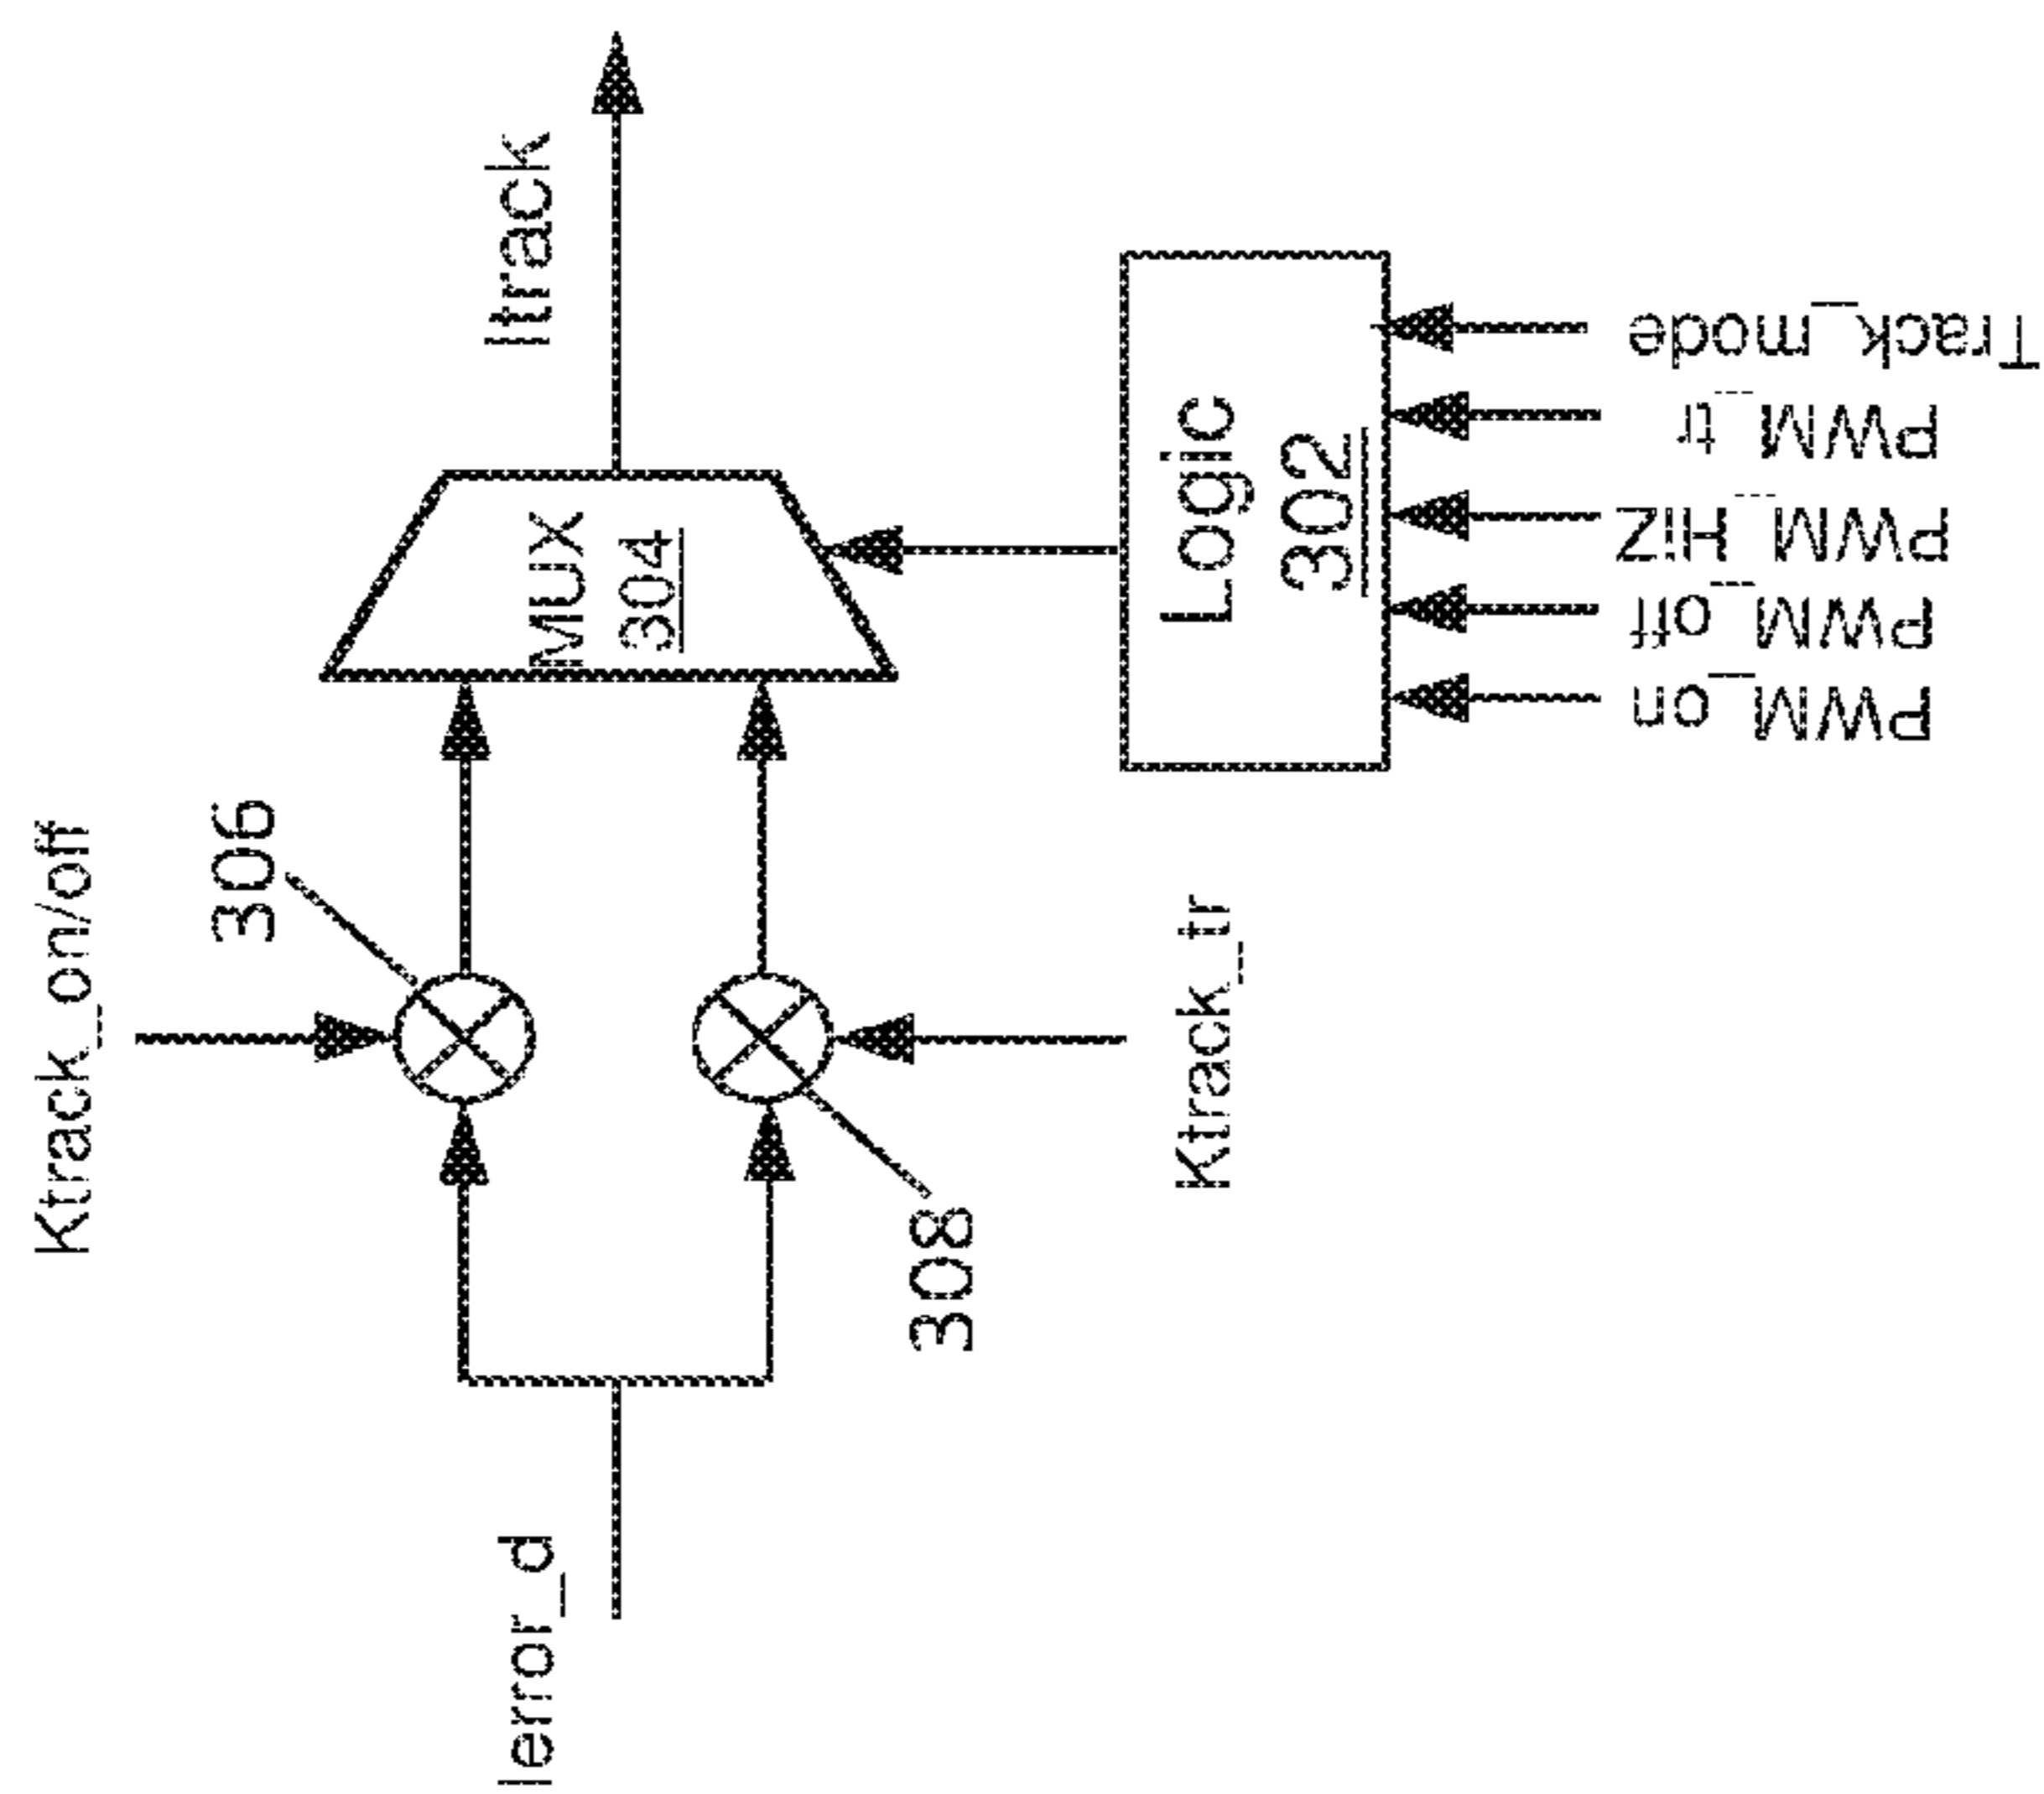 Ktrack_on/off
306
Ierror_d
MUX
304
Itrack
308
Ktrack_tr
Logic
302
PWM_on
PWM_off
PWM_HiZ
PWM_tr
Track_mode